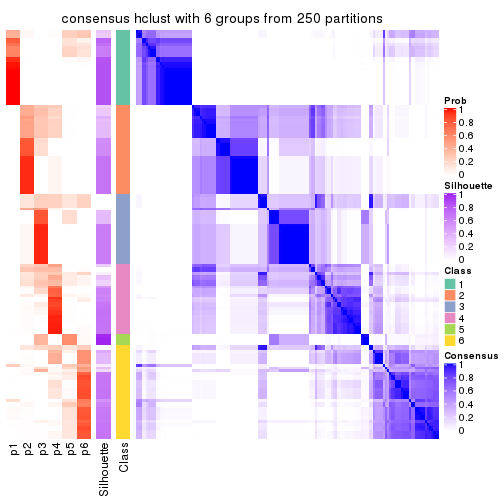 consensus hclust with 6 groups from 250 partitions
Prob
1
0.8
0.6
0.4
0.2
0
Silhouette
1
0.8
0.6
0.4
0.2
0
Class
1
2
3
4
5
6
Consensus
1
0.8
0.6
0.4
0.2
0
p1
p2
p3
p4
p5
p6
Silhouette
Class